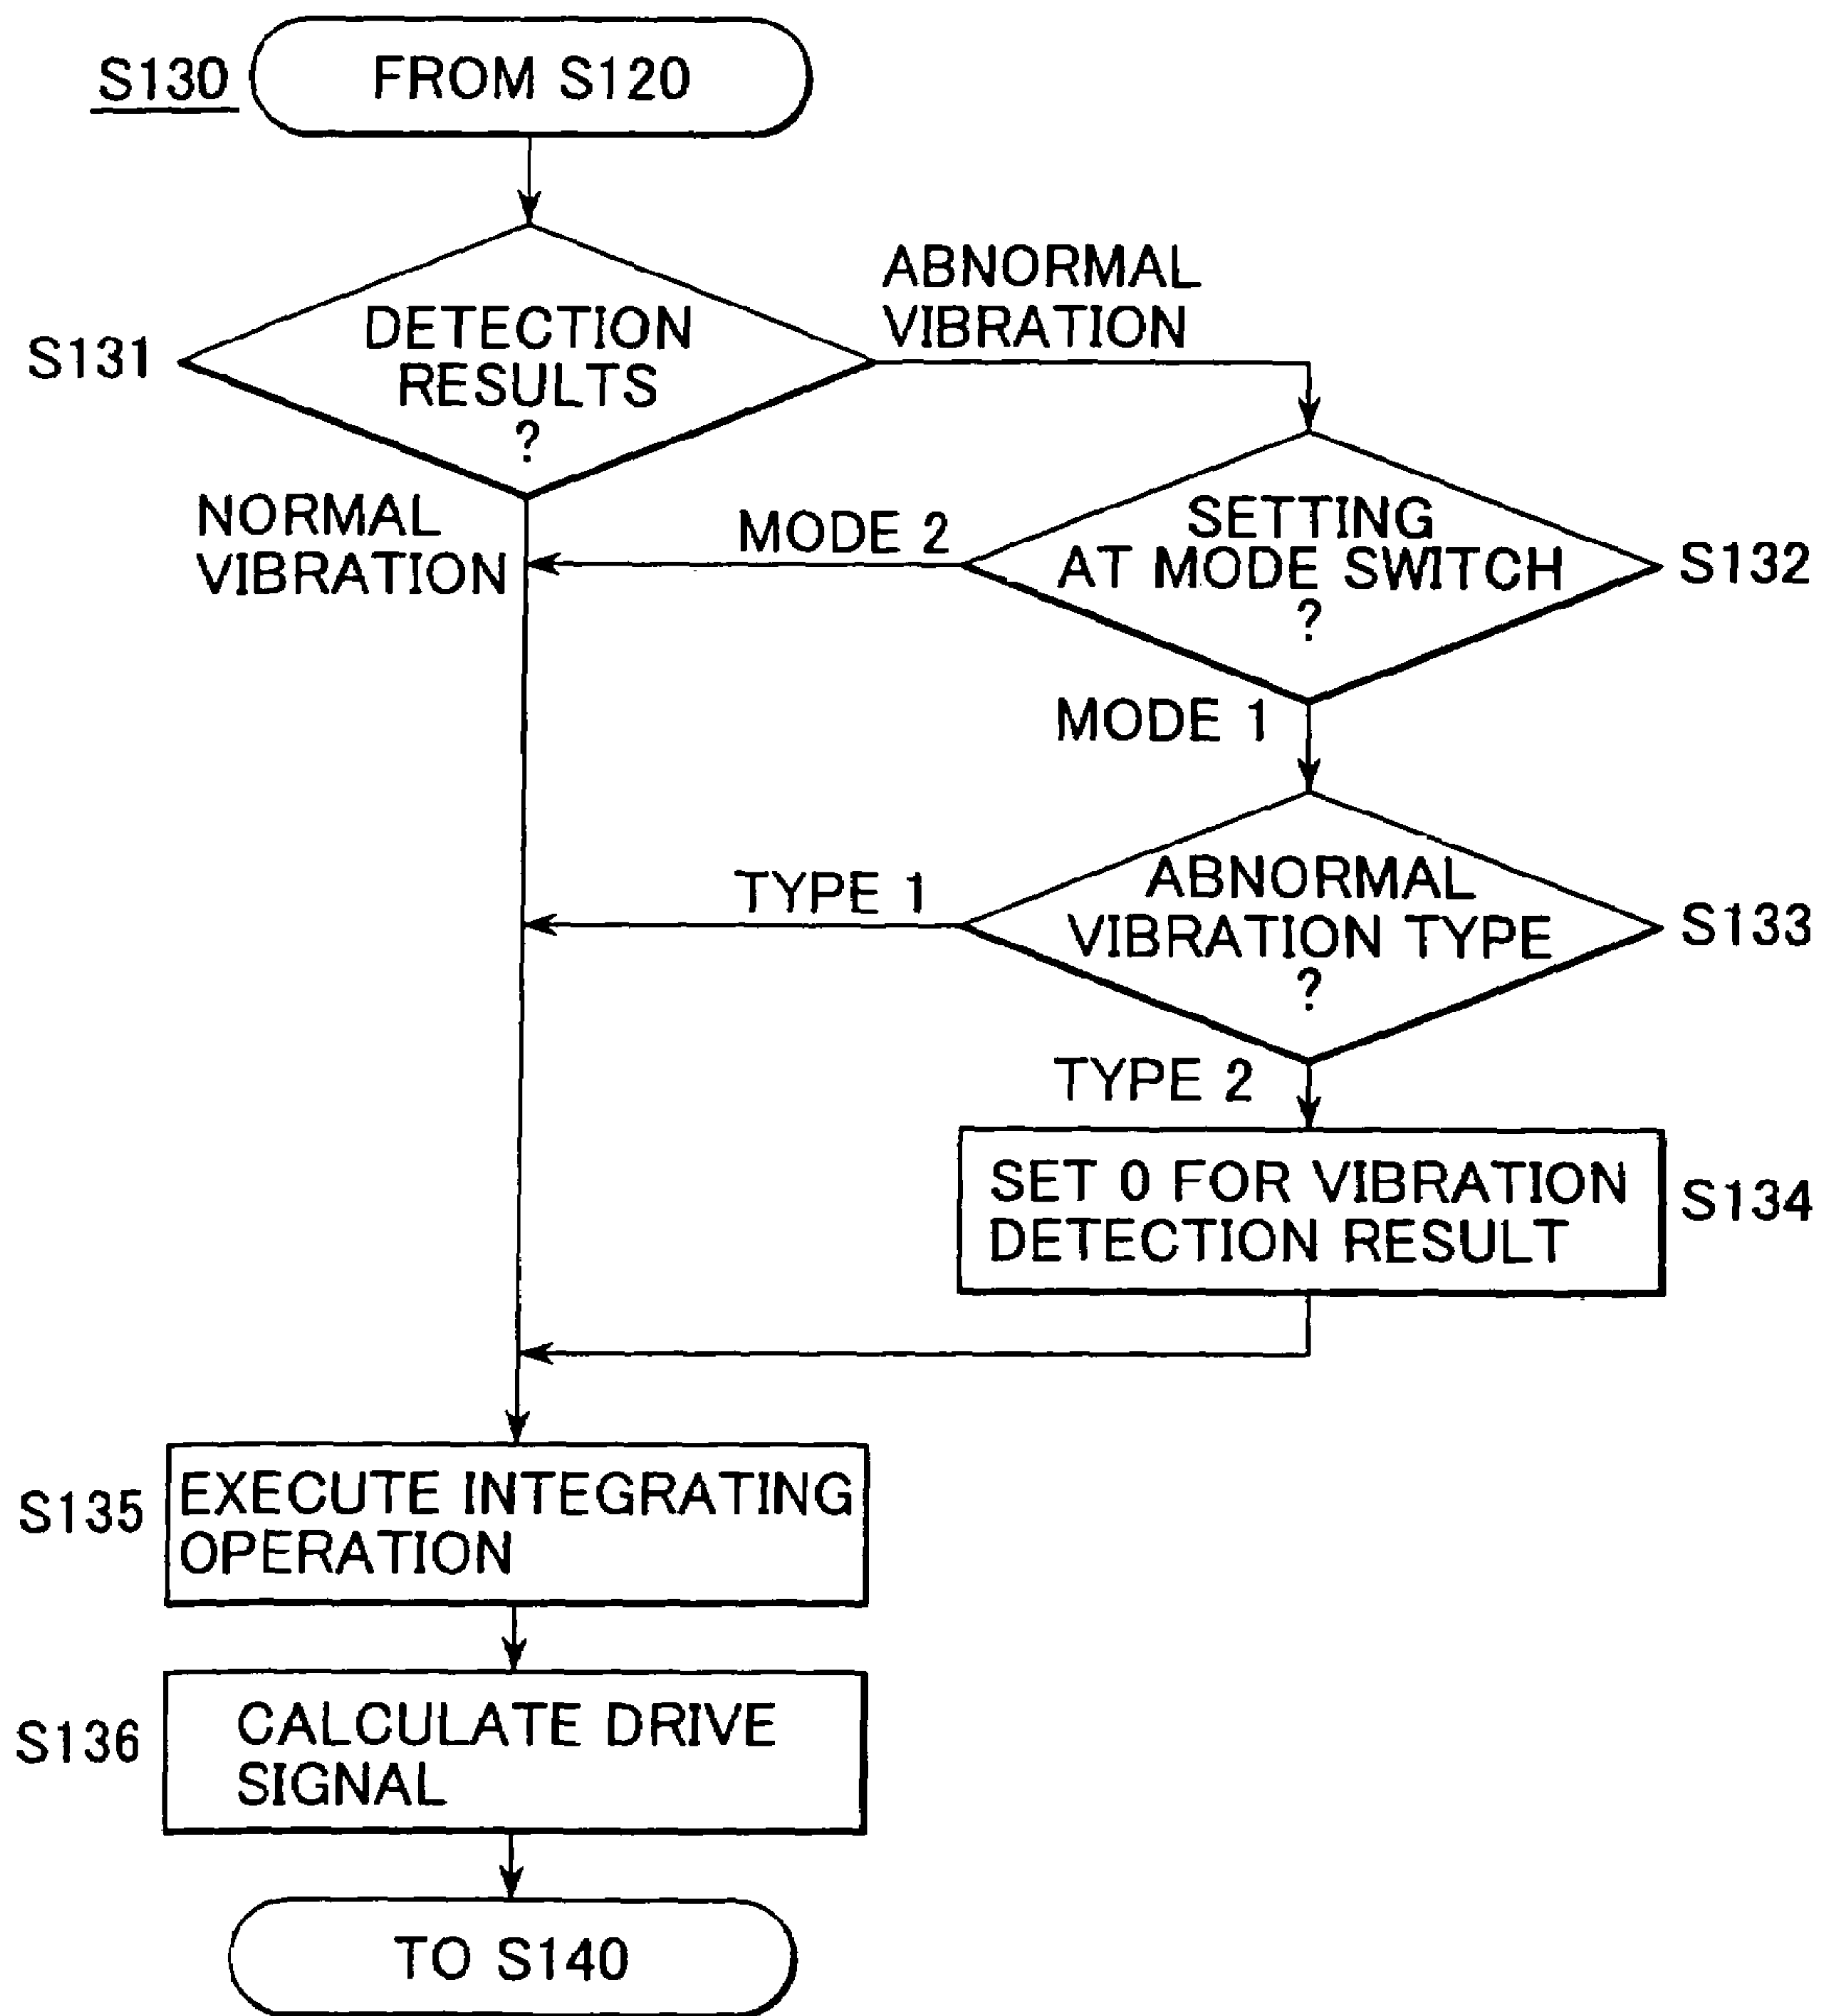 S130
FROM S120
S131
DETECTION
RESULTS
?
ABNORMAL
VIBRATION
NORMAL
VIBRATION
MODE 2
SETTING
AT MODE SWITCH
?
S132
MODE 1
TYPE 1
ABNORMAL
VIBRATION TYPE
?
S133
TYPE 2
SET 0 FOR VIBRATION
DETECTION RESULT
S134
S135
EXECUTE INTEGRATING
OPERATION
S136
CALCULATE DRIVE
SIGNAL
TO S140